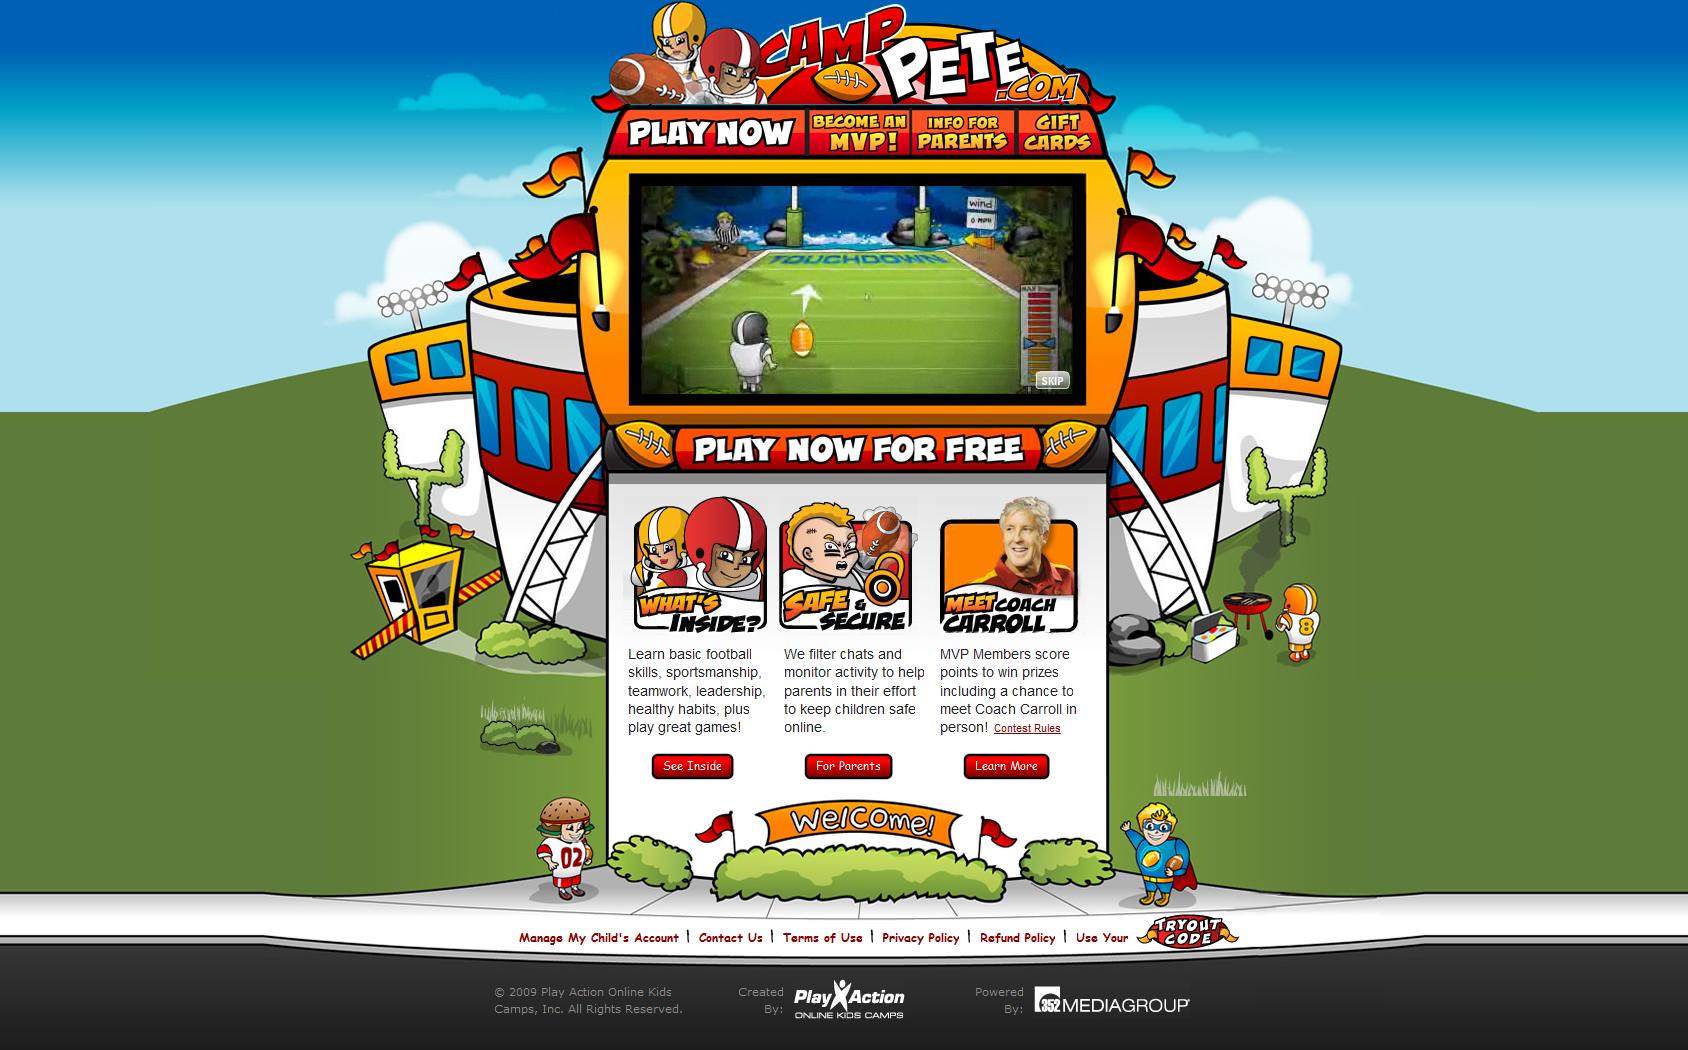 CAMP
PETE
.COM
PLAY NOW
BECOME AN
MVP!
INFO FOR
PARENTS
GIFT
CARDS
wind
0 MPH
TOUCHDOWN
SKIP
PLAY NOW FOR FREE
WHAT'S
INSIDE?
SAFE &
SECURE
MEET COACH
CARROLL
Learn basic football
skills, sportsmanship,
teamwork, leadership,
healthy habits, plus
play great games!
We filter chats and
monitor activity to help
parents in their effort
to keep children safe
online.
MVP Members score
points to win prizes
including a chance to
meet Coach Carroll in
person! Contest Rules
See Inside
For Parents
Learn More
8
Welcome!
02
Manage My Child's Account | Contact Us | Terms of Use | Privacy Policy | Refund Policy | Use Your
TRYOUT
CODE
© 2009 Play Action Online Kids
Camps, Inc. All Rights Reserved.
Created
By:
Play Action
ONLINE KIDS CAMPS
Powered
By:
352 MEDIAGROUP